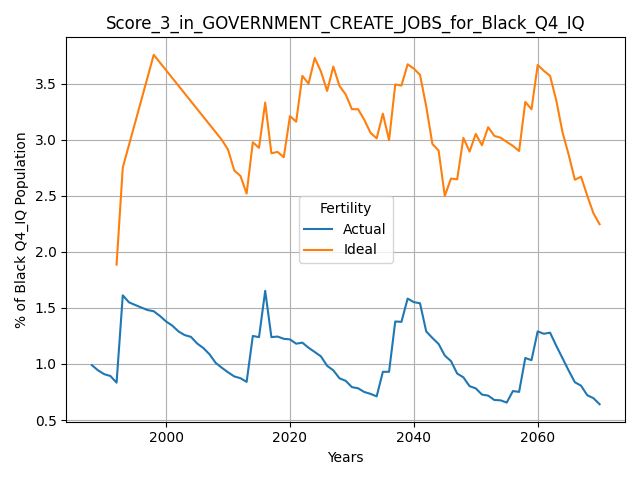 Score_3_in_GOVERNMENT_CREATE_JOBS_for_Black_Q4_IQ
% of Black Q4_IQ Population
3.5
3.0
2.5
2.0
1.5
1.0
0.5
Fertility
Actual
Ideal
2000 2020 2040 2060
Years